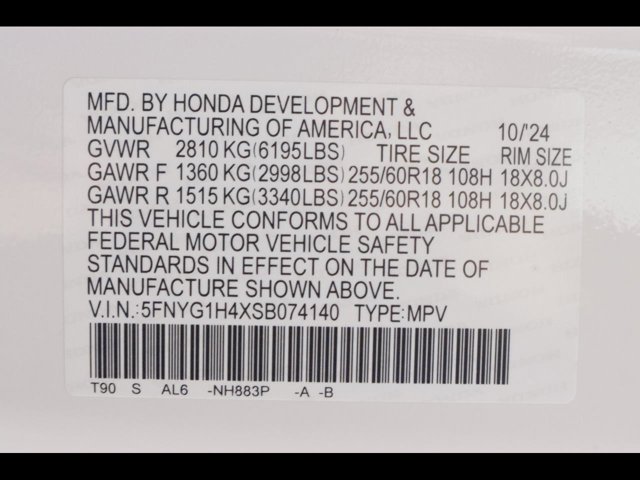 MFD. BY HONDA DEVELOPMENT &
MANUFACTURING OF AMERICA, LLC 10/'24
GVWR 2810 KG(6195LBS) TIRE SIZE RIM SIZE
GAWR F 1360 KG(2998LBS) 255/60R18 108H 18X8.0J
GAWR R 1515 KG(3340LBS) 255/60R18 108H 18X8.0J
THIS VEHICLE CONFORMS TO ALL APPLICABLE
FEDERAL MOTOR VEHICLE SAFETY
STANDARDS IN EFFECT ON THE DATE OF
MANUFACTURE SHOWN ABOVE.
V.I.N.:5FNYG1H4XSB074140 TYPE:MPV
T90 S AL6 -NH883P -A -B